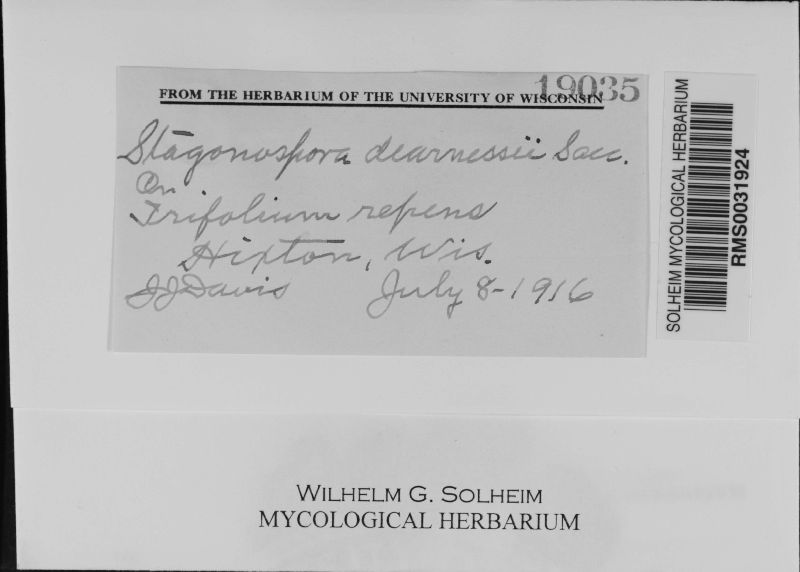 19035
FROM THE HERBARIUM OF THE UNIVERSITY OF WISCONSIN
Stagonospora dearnessii Sacc.
On
Trifolium repens
Hixton, Wis.
JJDavis July 8-1916
SOLHEIM MYCOLOGICAL HERBARIUM
RMS0031924
WILHELM G. SOLHEIM
MYCOLOGICAL HERBARIUM